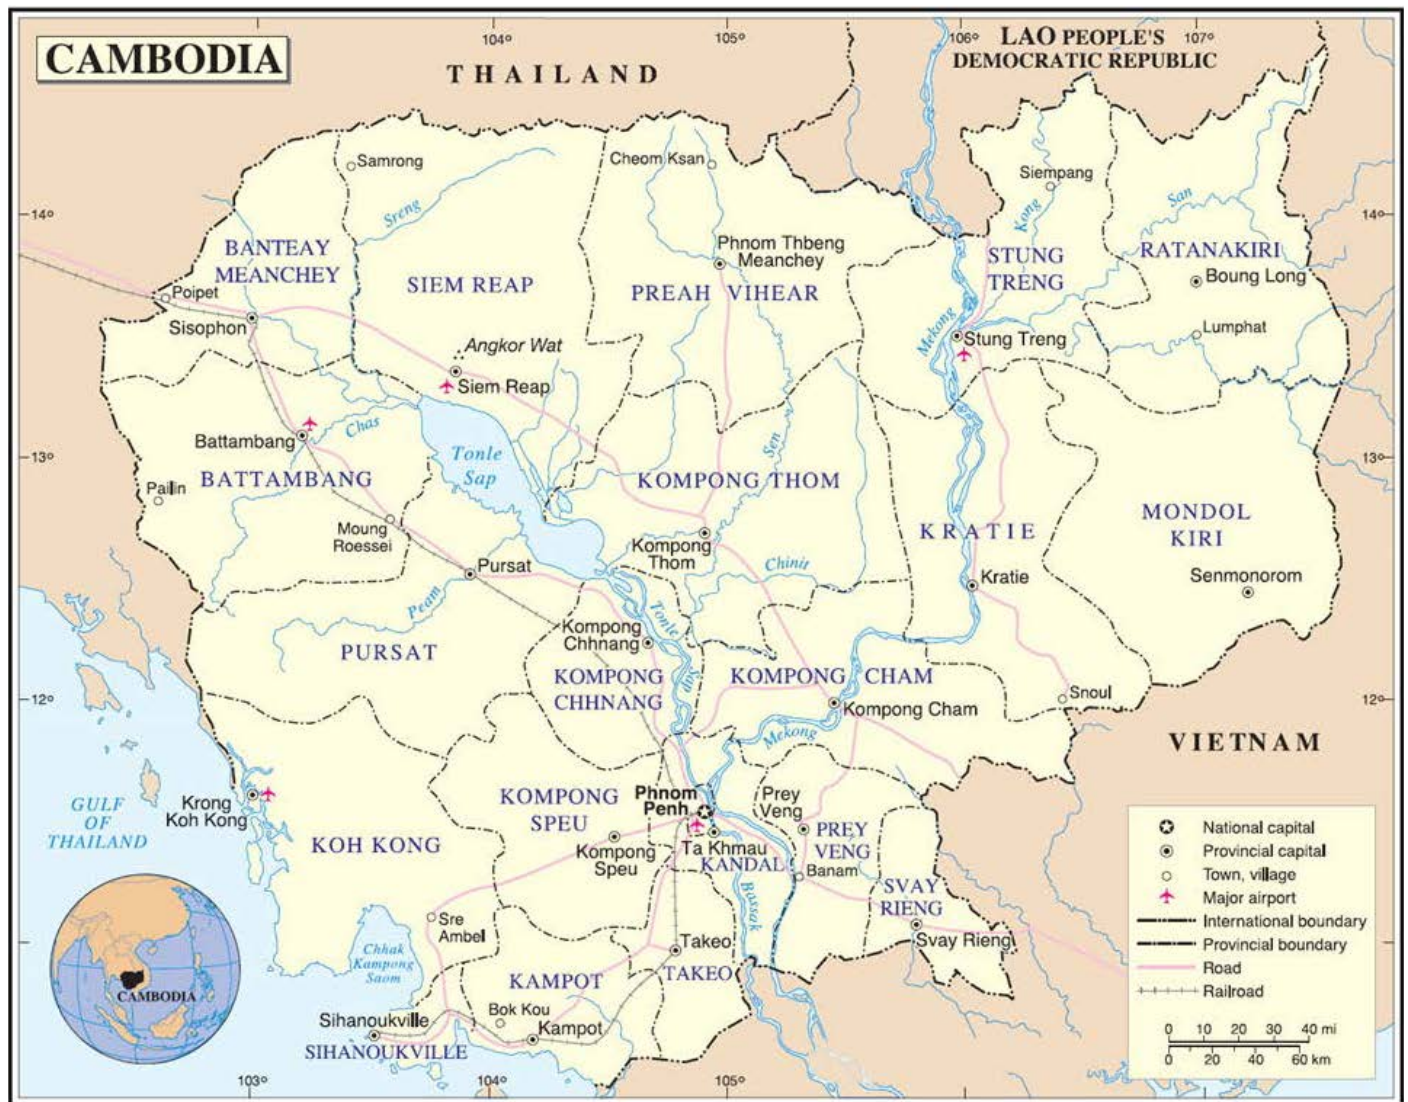 CAMBODIA
104°
105°
106°
107°
THAILAND
LAO PEOPLE'S
DEMOCRATIC REPUBLIC
Samrong
Cheom Ksan
Siempang
Sreng
Kong
San
14°
14°
BANTEAY
MEANCHEY
SIEM REAP
Phnom Thbeng
Meanchey
PREAH VIHEAR
STUNG
TRENG
RATANAKIRI
Boung Long
Poipet
Sisophon
Mekong
Stung Treng
Lumphat
Angkor Wat
Siem Reap
Battambang
Chas
BATTAMBANG
Tonle
Sap
Sen
13°
13°
Pailin
KOMPONG THOM
MONDOL
KIRI
Moung
Roessei
KRATIE
Kompong
Thom
Pursat
Chinit
Kratie
Senmonorom
Peam
Tonle
Sap
Kompong
Chhnang
PURSAT
KOMPONG
CHHNANG
KOMPONG CHAM
12°
12°
Snoul
Kompong Cham
Mekong
VIETNAM
GULF
OF
THAILAND
Krong
Koh Kong
KOMPONG
SPEU
Phnom
Penh
Prey
Veng
KOH KONG
Kompong
Speu
Ta Khmau
KANDAL
PREY
VENG
Banam
SVAY
RIENG
Bassak
Sre
Ambel
Svay Rieng
Chhak
Kampong
Saom
Takeo
TAKEO
KAMPOT
Bok Kou
Kampot
Sihanoukville
SIHANOUKVILLE
CAMBODIA
National capital
Provincial capital
Town, village
Major airport
International boundary
Provincial boundary
Road
Railroad
0 10 20 30 40 mi
0 20 40 60 km
103°
104°
105°